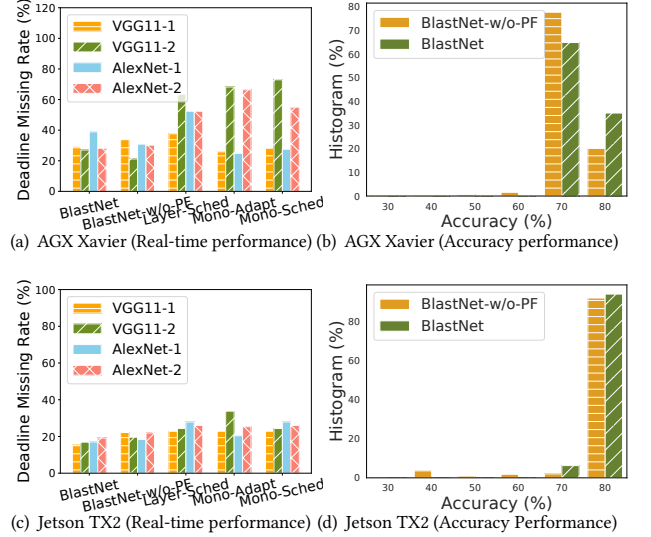 120
100
80
60
40
20
0
Deadline Missing Rate (%)
VGG11-1
VGG11-2
AlexNet-1
AlexNet-2
BlastNet
BlastNet-w/o-PF
Layer-Sched
Mono-Adapt
Mono-Sched
(a) AGX Xavier (Real-time performance)
80
70
60
50
40
30
20
10
0
Histogram (%)
BlastNet-w/o-PF
BlastNet
30 40 50 60 70 80
Accuracy (%)
(b) AGX Xavier (Accuracy performance)
100
80
60
40
20
0
Deadline Missing Rate (%)
VGG11-1
VGG11-2
AlexNet-1
AlexNet-2
BlastNet
BlastNet-w/o-PF
Layer-Sched
Mono-Adapt
Mono-Sched
(c) Jetson TX2 (Real-time performance)
80
60
40
20
0
Histogram (%)
BlastNet-w/o-PF
BlastNet
30 40 50 60 70 80
Accuracy (%)
(d) Jetson TX2 (Accuracy Performance)